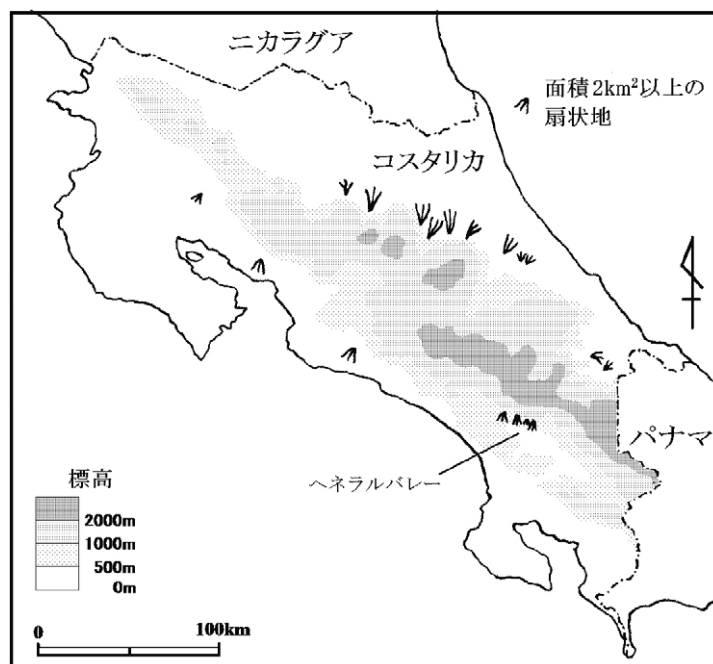 ニカラグア
面積2km²以上の
扇状地
コスタリカ
パナマ
ヘネラルバレー
標高
2000m
1000m
500m
0m
0
100km